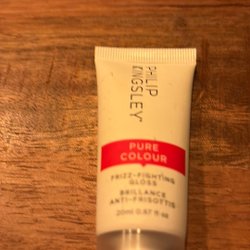 PHILIP
KINGSLEY
PURE
COLOUR
FRIZZ-FIGHTING
GLOSS
BRILLANCE
ANTI-FRISOTTIS
20ml 0.67 fl oz